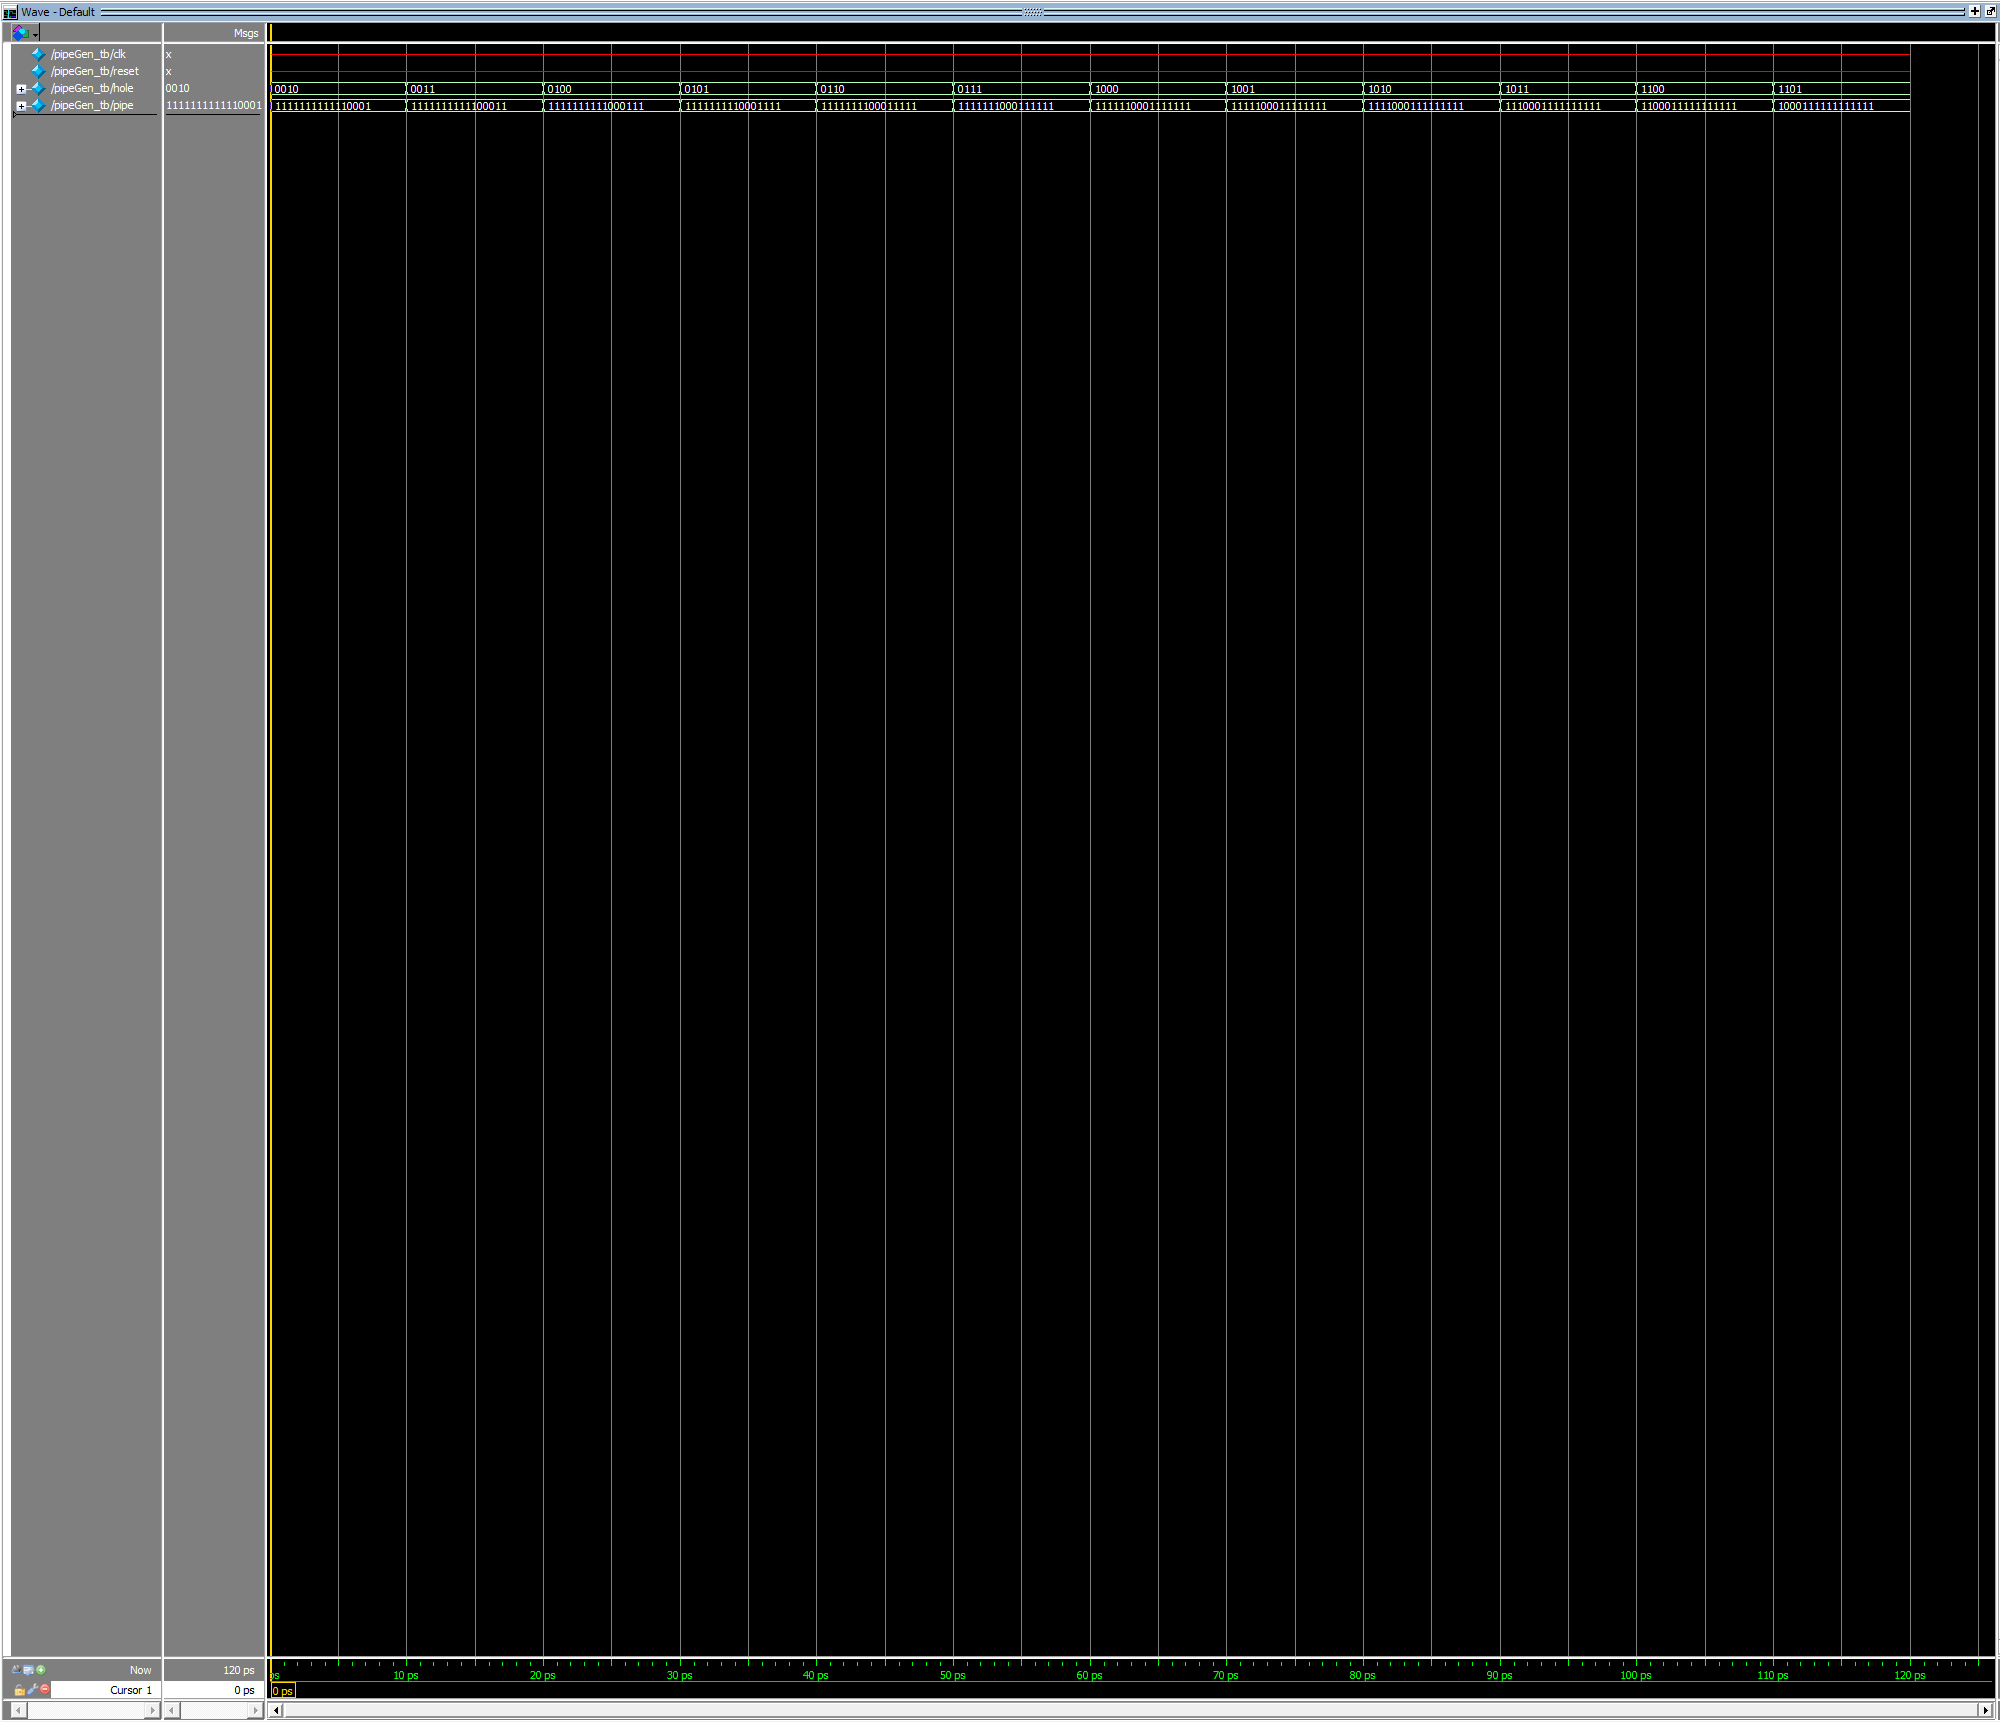 Wave - Default
Msgs
/pipeGen_tb/clk x
/pipeGen_tb/reset x
/pipeGen_tb/hole 0010 0010 0011 0100 0101 0110 0111 1000 1001 1010 1011 1100 1101
/pipeGen_tb/pipe 1111111111110001 1111111111110001 1111111111100011 1111111111000111 1111111110001111 1111111100011111 1111111000111111 1111110001111111 1111100011111111 1111000111111111 1110001111111111 1100011111111111 1000111111111111
Now 120 ps ps 10 ps 20 ps 30 ps 40 ps 50 ps 60 ps 70 ps 80 ps 90 ps 100 ps 110 ps 120 ps
Cursor 1 0 ps 0 ps